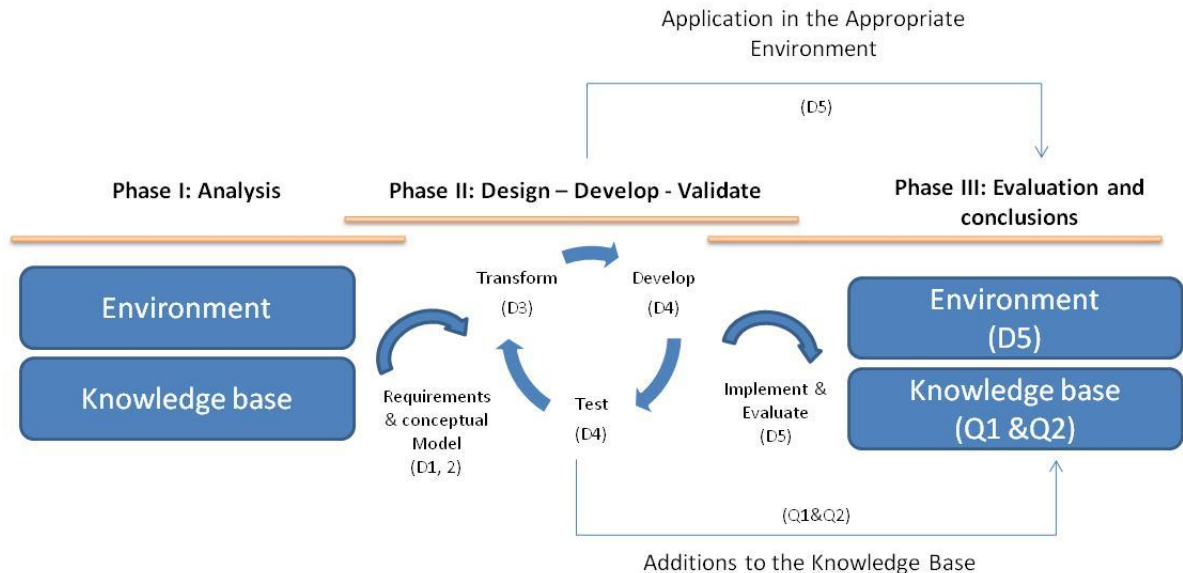 Application in the Appropriate
Environment
(D5)
Phase I: Analysis
Phase II: Design – Develop - Validate
Phase III: Evaluation and
conclusions
Environment
Knowledge base
Requirements
& conceptual
Model
(D1, 2)
Transform
(D3)
Develop
(D4)
Test
(D4)
Implement &
Evaluate
(D5)
Environment
(D5)
Knowledge base
(Q1 &Q2)
(Q1&Q2)
Additions to the Knowledge Base